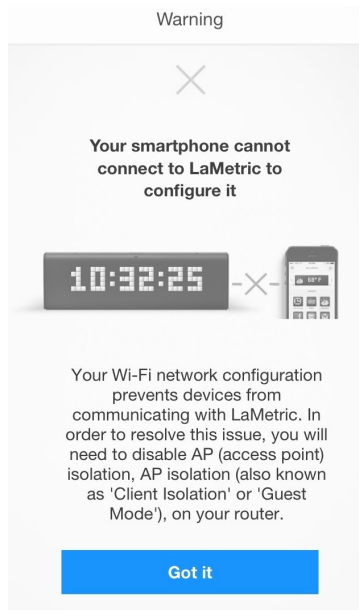 Warning
Your smartphone cannot
connect to LaMetric to
configure it
10:32:25
68° F
Your Wi-Fi network configuration
prevents devices from
communicating with LaMetric. In
order to resolve this issue, you will
need to disable AP (access point)
isolation, AP isolation (also known
as 'Client Isolation' or 'Guest
Mode'), on your router.
Got it